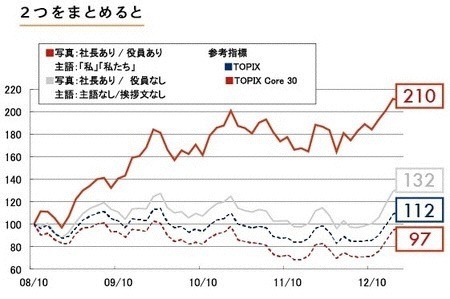 2つをまとめると
写真:社長あり / 役員あり
主語:「私」「私たち」
写真:社長あり / 役員なし
主語:主語なし/挨拶文なし
参考指標
TOPIX
TOPIX Core 30
220
200
180
160
140
120
100
80
60
210
132
112
97
08/10
09/10
10/10
11/10
12/10